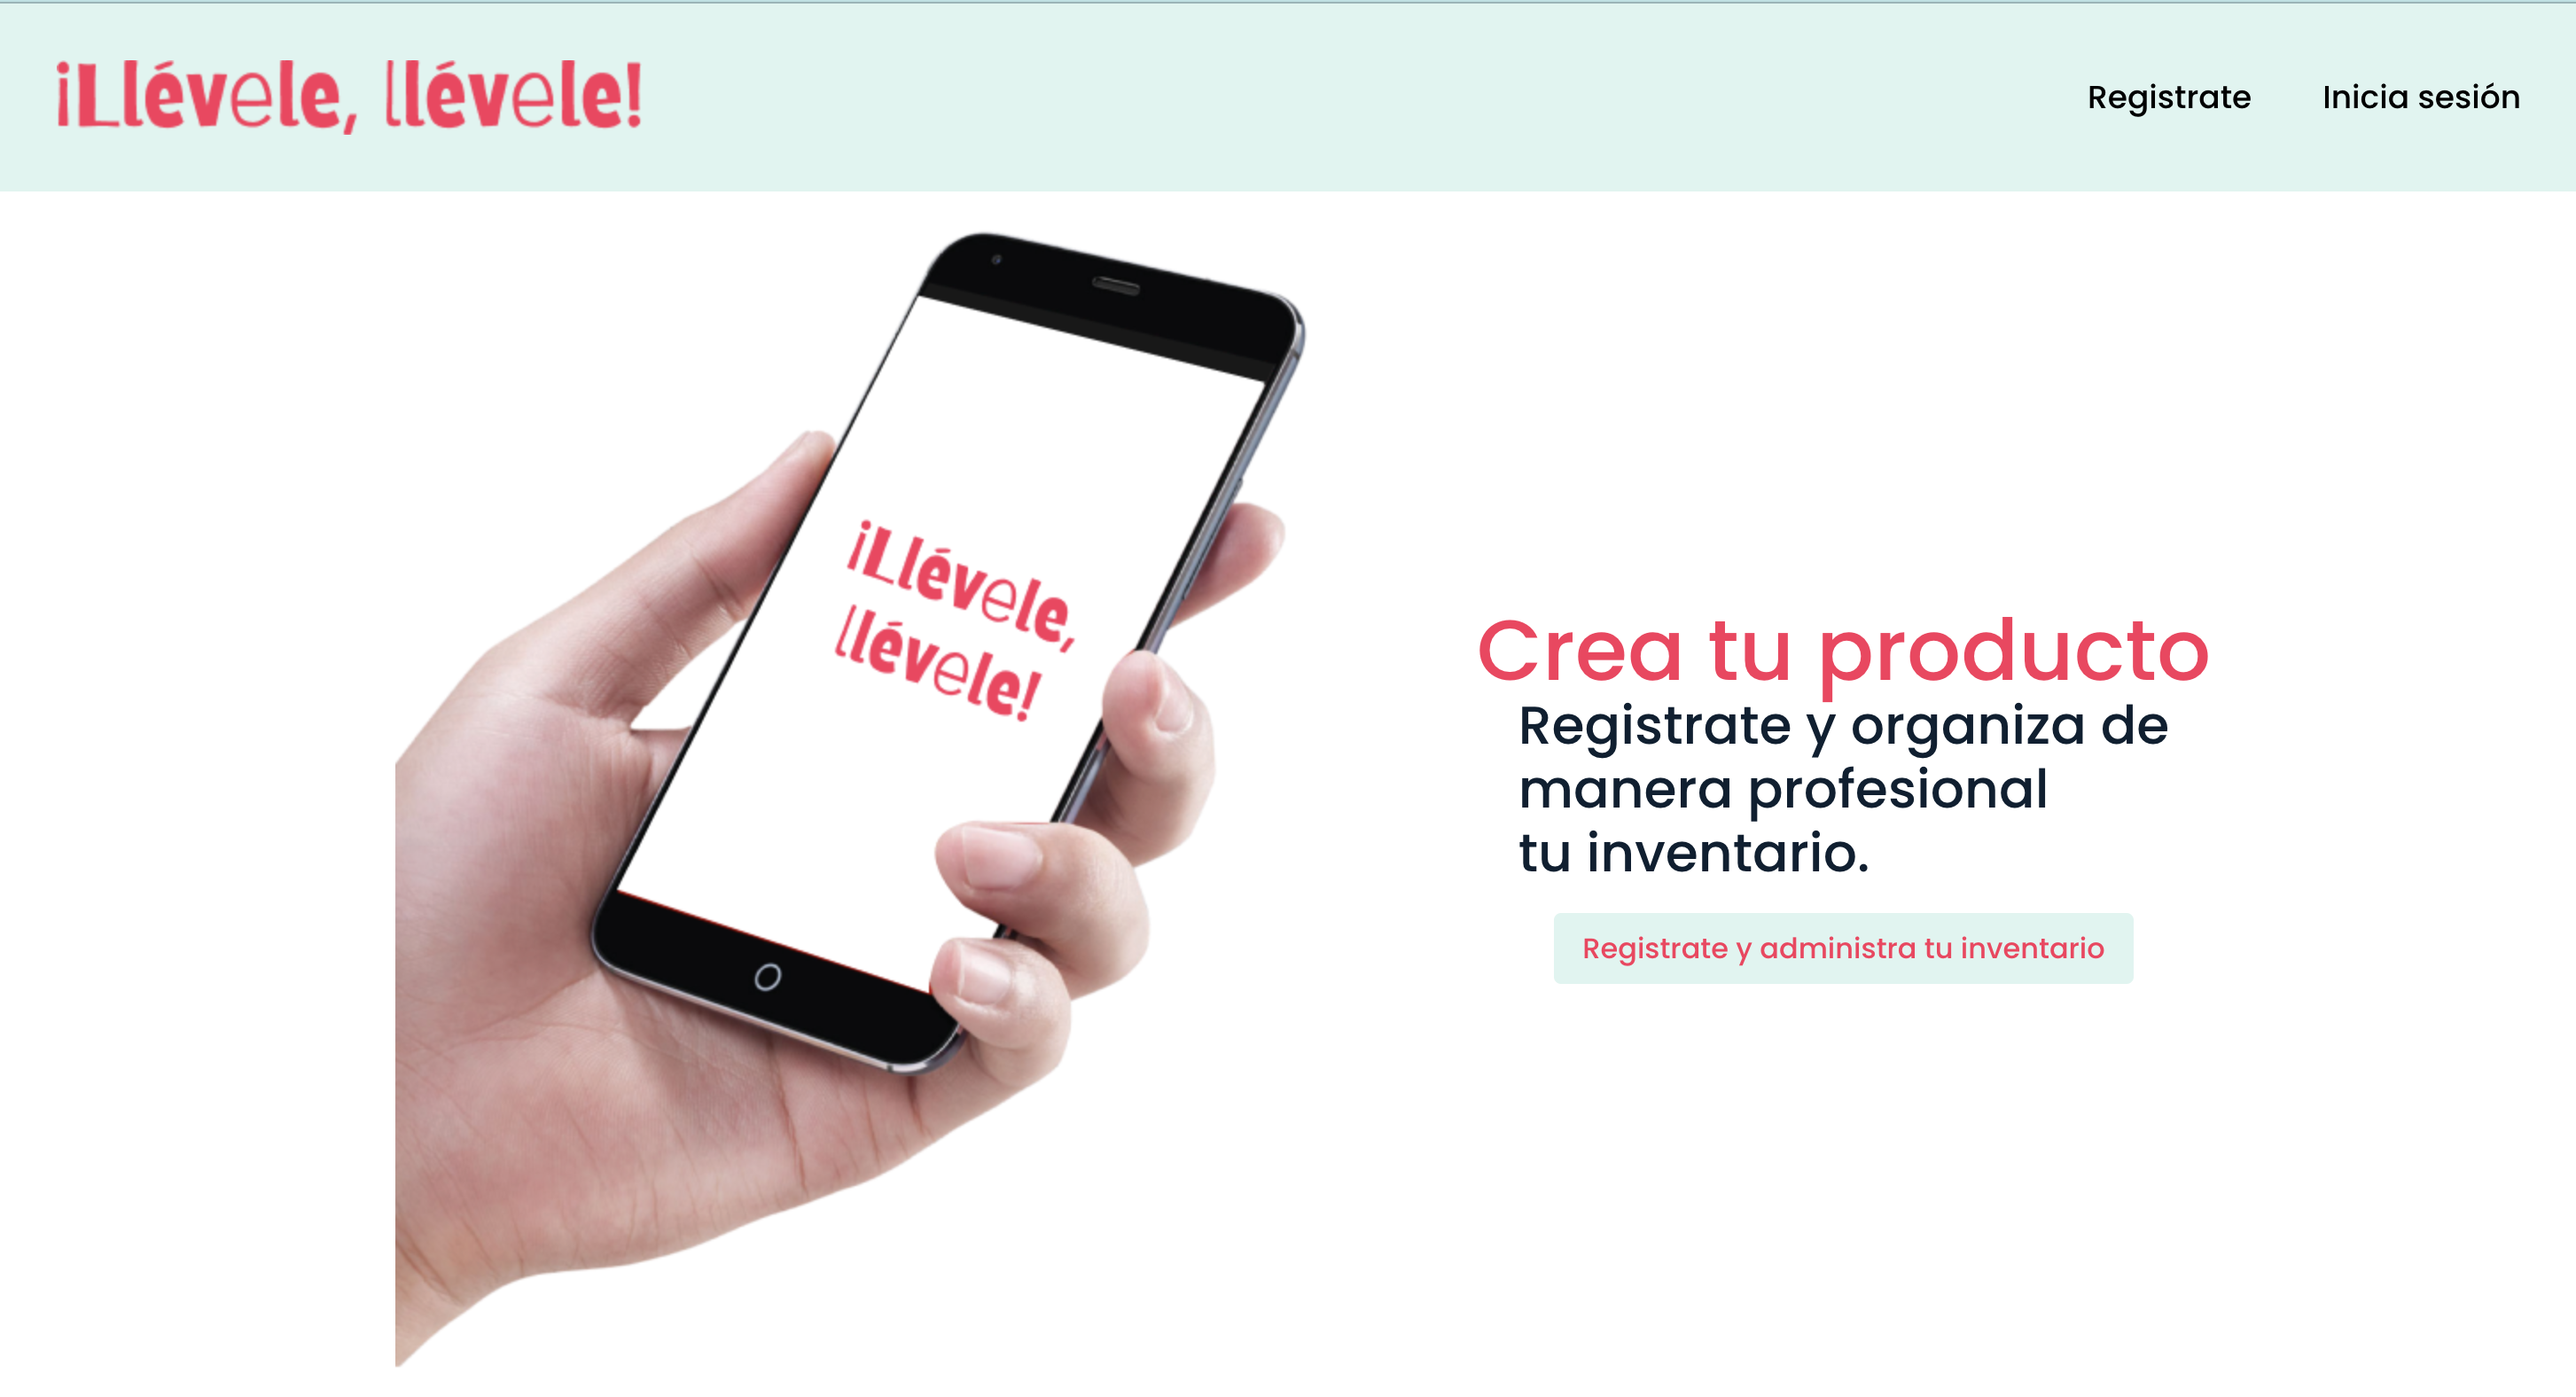 ¡Llévele, llévele!
Registrate
Inicia sesión
¡Llévele,
llévele!
Crea tu producto
Registrate y organiza de
manera profesional
tu inventario.
Registrate y administra tu inventario